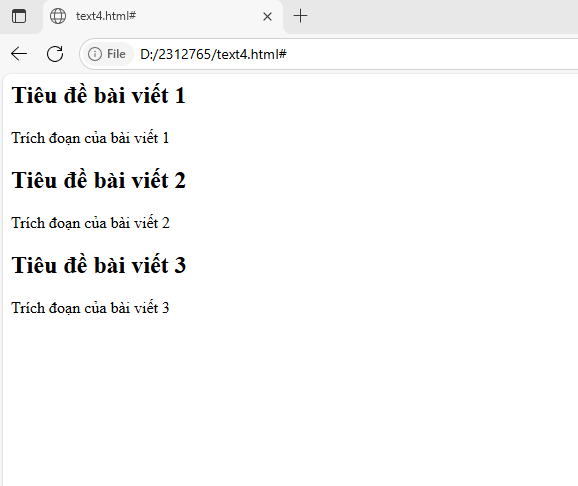 text4.html#
File D:/2312765/text4.html#
Tiêu đề bài viết 1
Trích đoạn của bài viết 1
Tiêu đề bài viết 2
Trích đoạn của bài viết 2
Tiêu đề bài viết 3
Trích đoạn của bài viết 3